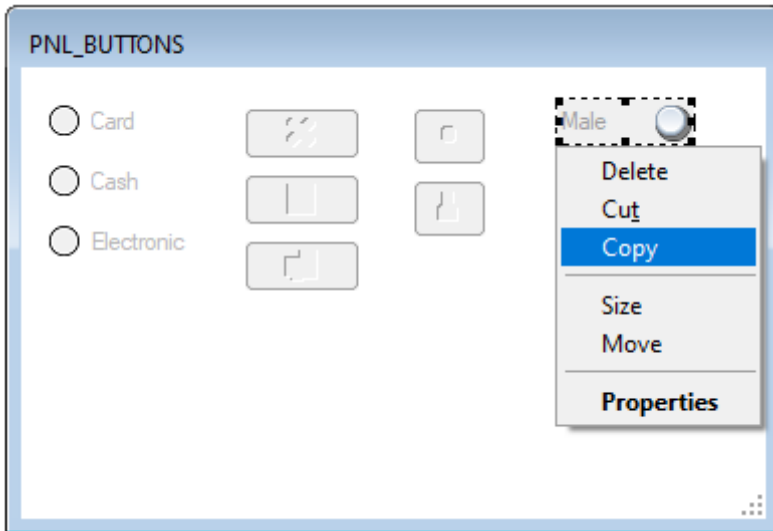 PNL_BUTTONS
Card
Cash
Electronic
Male
Delete
Cut
Copy
Size
Move
Properties